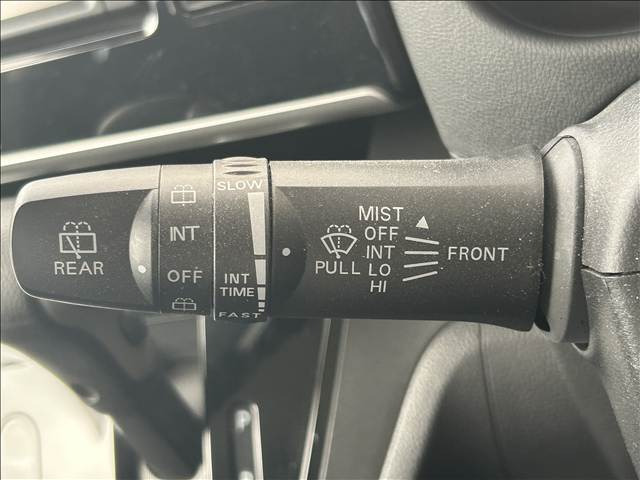 REAR
INT
OFF
SLOW
INT
TIME
FAST
PULL
MIST
OFF
INT
LO
HI
FRONT
P